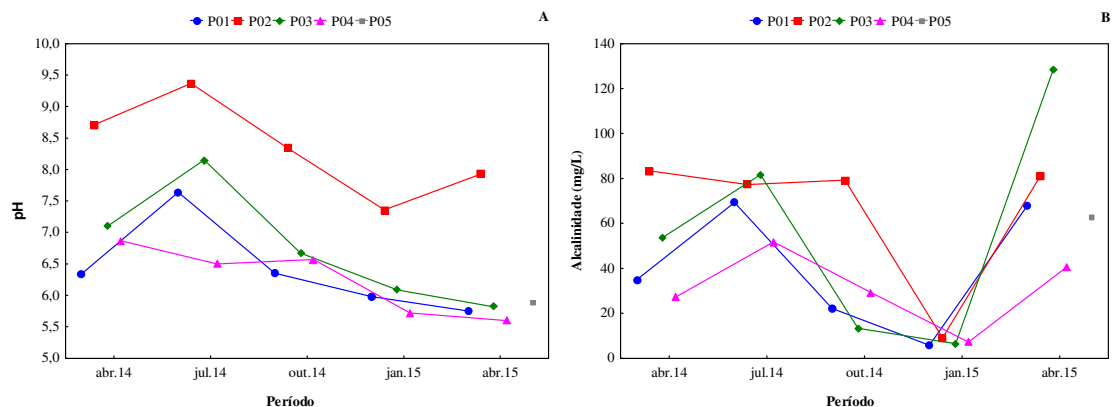 P01 P02 P03 P04 P05
A
10,0
9,5
9,0
8,5
8,0
7,5
7,0
6,5
6,0
5,5
5,0
pH
abr.14 jul.14 out.14 jan.15 abr.15
Período
P01 P02 P03 P04 P05
B
140
120
100
80
60
40
20
0
Alcalinidade (mg/L)
abr.14 jul.14 out.14 jan.15 abr.15
Período